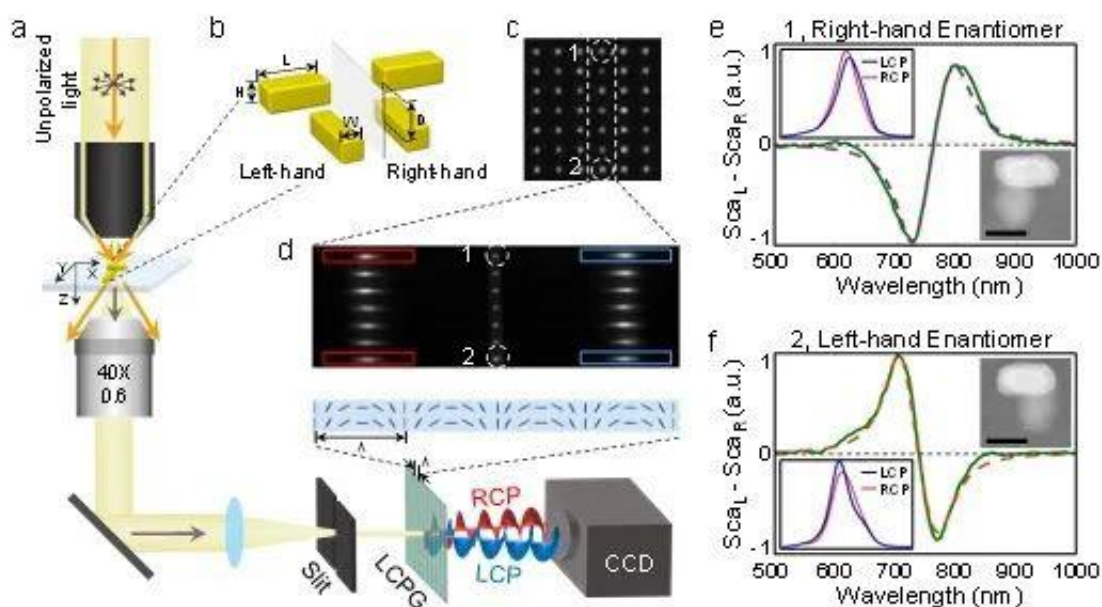 a
Unpolarized
light
Y
X
Z
40X
0.6
b
L
H
W
D
Left-hand
Right-hand
c
1
2
d
1
2
Λ
Λ
Slit
LCPG
RCP
LCP
CCD
e
1, Right-hand Enantiomer
LCP
RCP
Sca_L - Sca_R (a.u.)
1
0
-1
500 600 700 800 900 1000
Wavelength (nm)
f
2, Left-hand Enantiomer
LCP
RCP
Sca_L - Sca_R (a.u.)
1
0
-1
500 600 700 800 900 1000
Wavelength (nm)